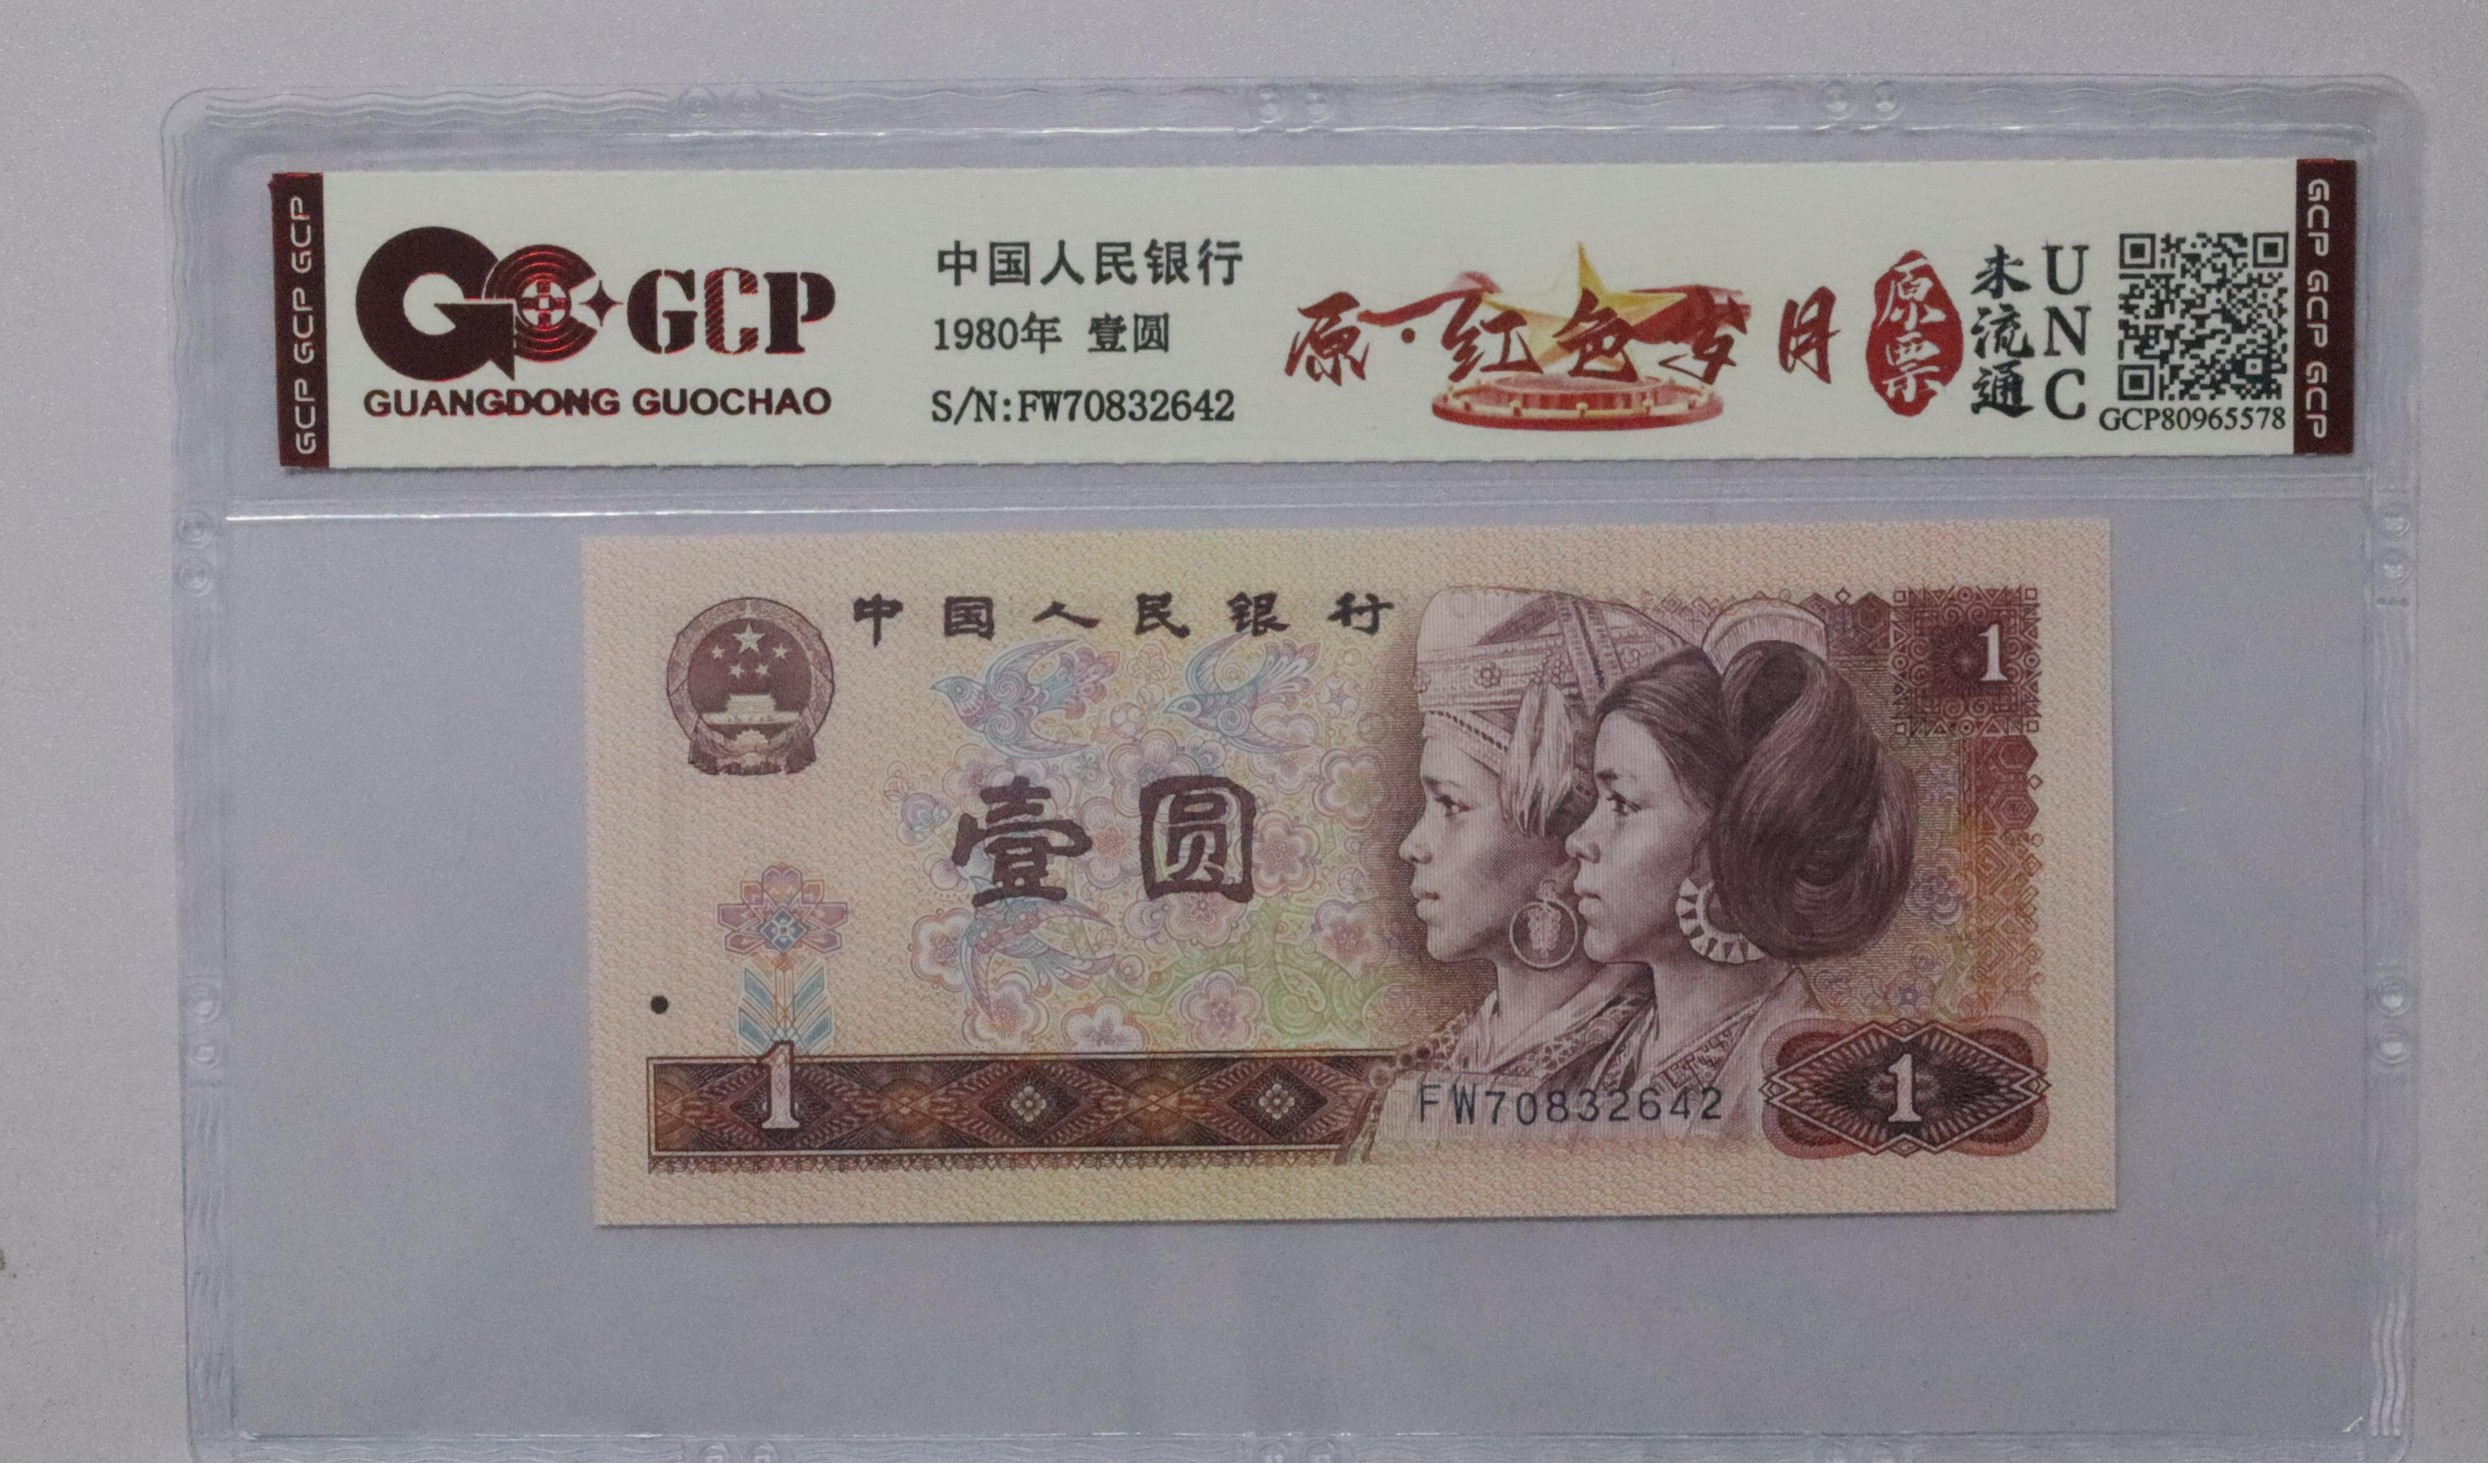 GCP GCP GCP
GCP
GUANGDONG GUOCHAO
中国人民银行
1980年 壹圆
S/N:FW70832642
原·红色岁月
原票
未流通
UNC
GCP80965578
GCP GCP GCP
中国人民银行
1
壹圆
1
FW70832642
1